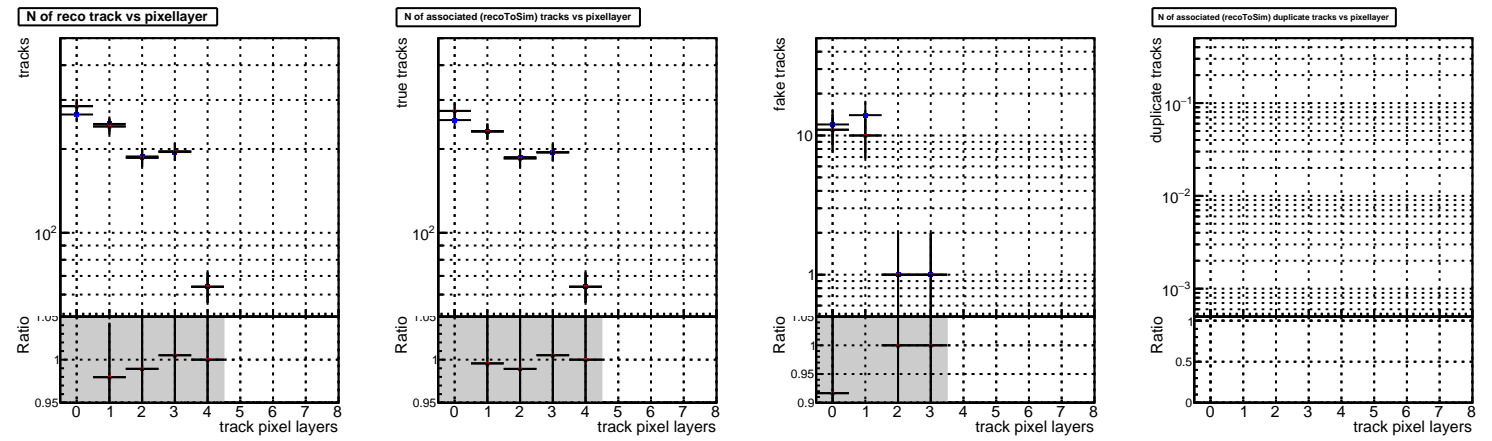 N of reco track vs pixellayer
tracks
10²
Ratio
1.05
1
0.95
0 1 2 3 4 5 6 7 8
track pixel layers
N of associated (recoToSim) tracks vs pixellayer
true tracks
10²
Ratio
1.05
1
0.95
0 1 2 3 4 5 6 7 8
track pixel layers
fake tracks
10
1
Ratio
1.05
1
0.95
0.9
0 1 2 3 4 5 6 7 8
track pixel layers
N of associated (recoToSim) duplicate tracks vs pixellayer
duplicate tracks
10⁻¹
10⁻²
10⁻³
Ratio
1
0.5
0
0 1 2 3 4 5 6 7 8
track pixel layers